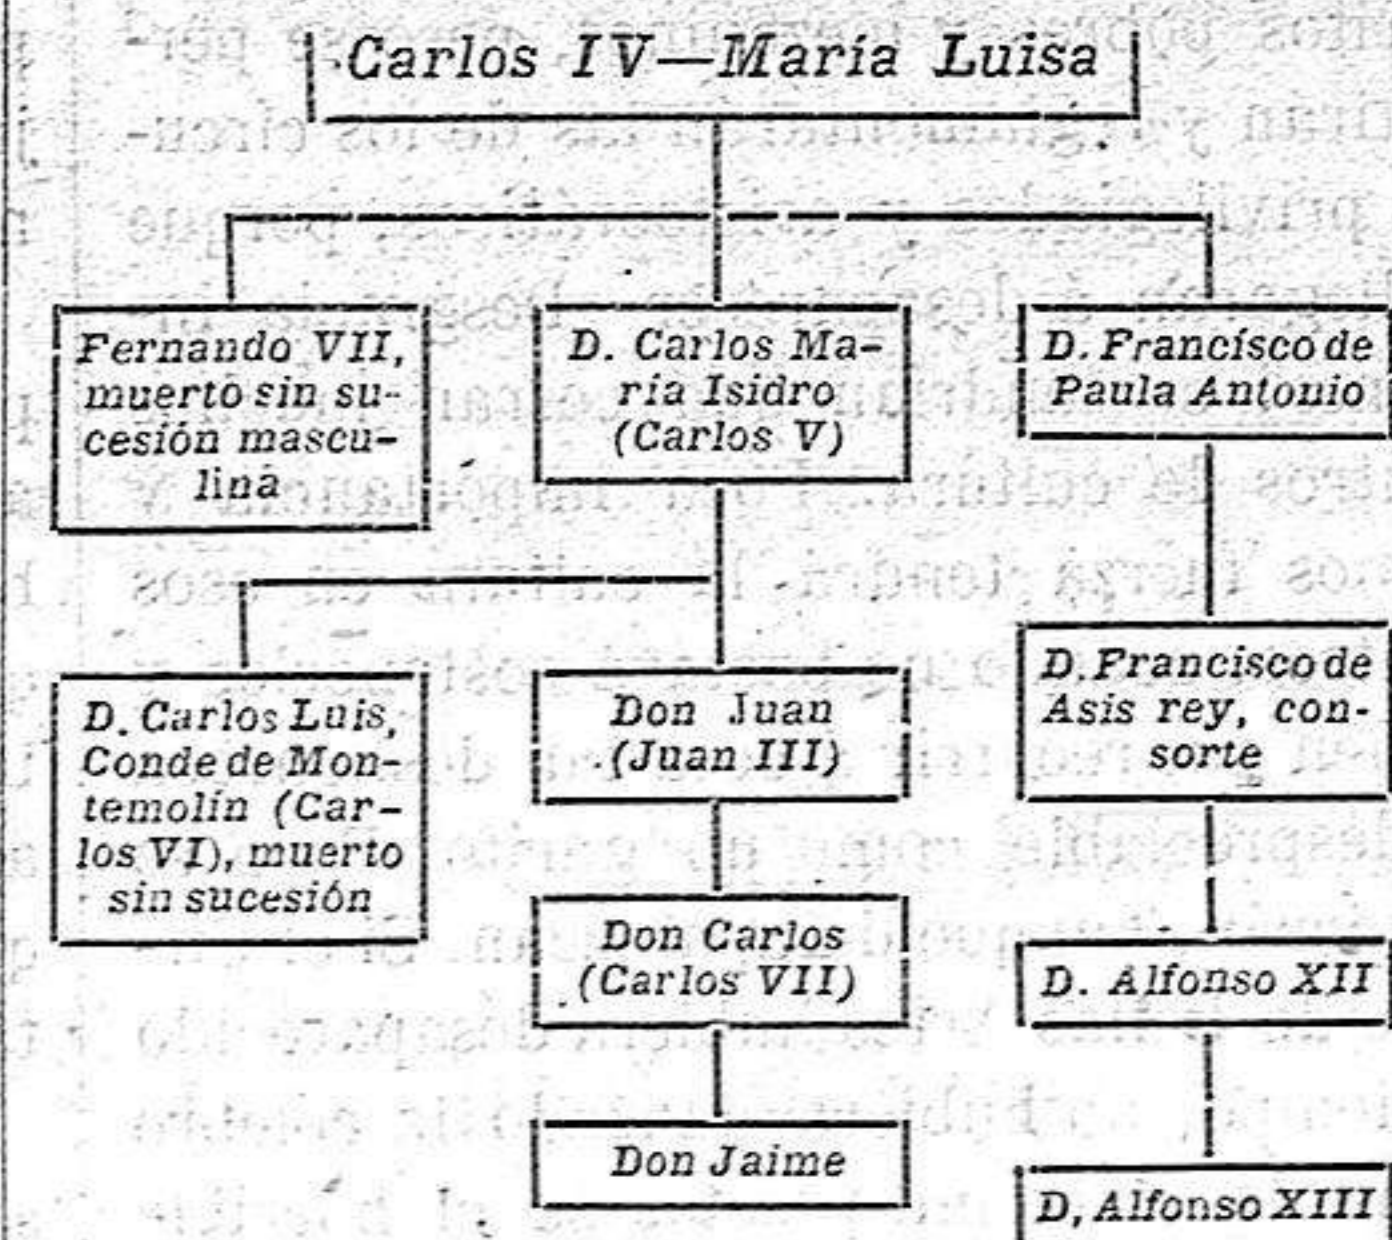 Carlos IV—María Luisa
Fernando VII,
muerto sin su-
cesión mascu-
lina
D. Carlos Ma-
ría Isidro
(Carlos V)
D. Francisco de
Paula Antonio
D. Carlos Luis,
Conde de Mon-
temolín (Car-
los VI), muerto
sin sucesión
Don Juan
(Juan III)
D. Francisco de
Asis rey, con-
sorte
Don Carlos
(Carlos VII)
D. Alfonso XII
Don Jaime
D, Alfonso XIII